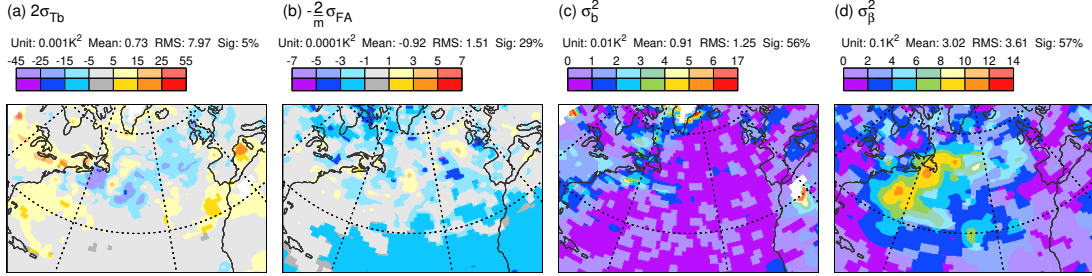 (a) 2σTb
Unit: 0.001K² Mean: 0.73 RMS: 7.97 Sig: 5%
-45 -25 -15 -5 5 15 25 55
(b) -2/m σFA
Unit: 0.0001K² Mean: -0.92 RMS: 1.51 Sig: 29%
-7 -5 -3 -1 1 3 5 7
(c) σ²b
Unit: 0.01K² Mean: 0.91 RMS: 1.25 Sig: 56%
0 1 2 3 4 5 6 17
(d) σ²β
Unit: 0.1K² Mean: 3.02 RMS: 3.61 Sig: 57%
0 2 4 6 8 10 12 14